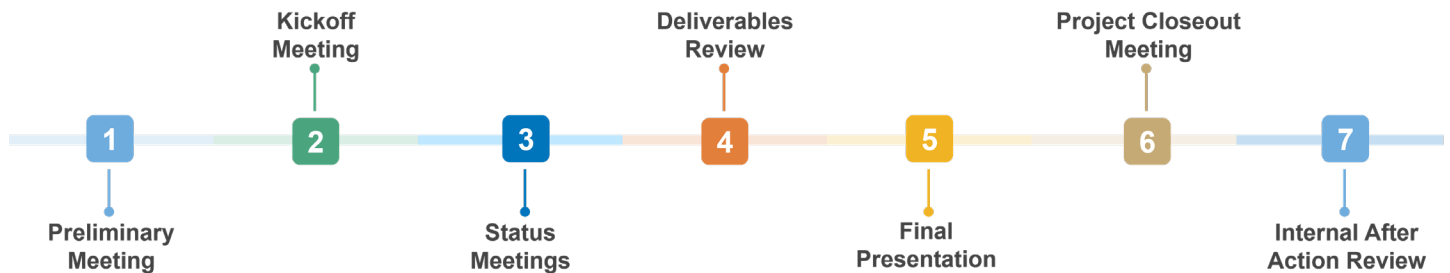 1
Preliminary
Meeting
Kickoff
Meeting
2
3
Status
Meetings
Deliverables
Review
4
5
Final
Presentation
Project Closeout
Meeting
6
7
Internal After
Action Review